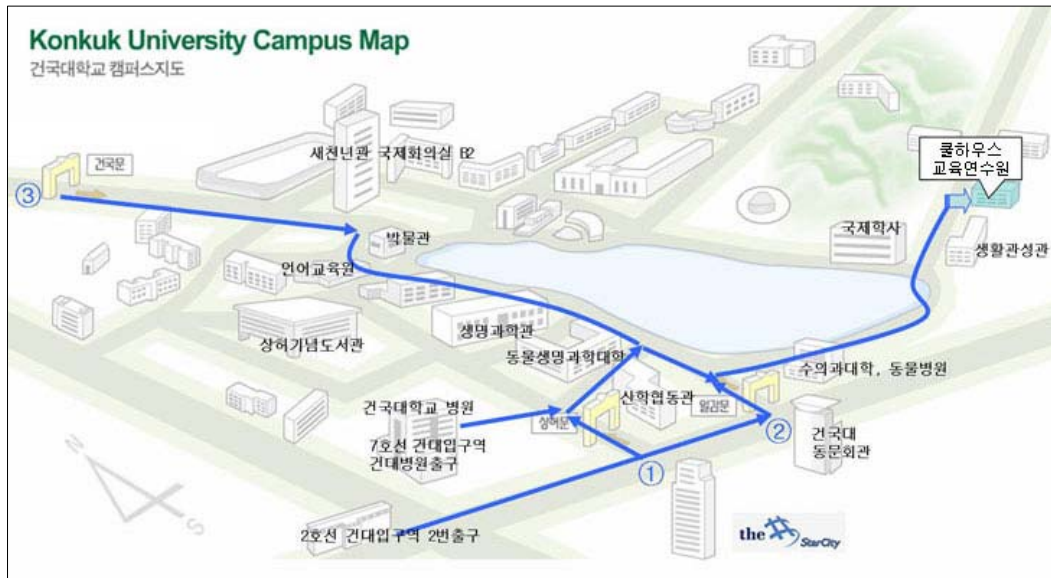 Konkuk University Campus Map
건국대학교 캠퍼스지도
건국문
③
새천년관 국제회의실 B2
쿨하우스
교육연수원
박물관
국제학사
생활관성관
언어교육원
생명과학관
상허기념도서관
동물생명과학대학
수의과대학, 동물병원
산학협동관
일감문
건국대학교 병원
상허문
②
건국대
동문회관
7호선 건대입구역
건대병원출구
①
N
S
2호선 건대입구역 2번출구
the StarCity